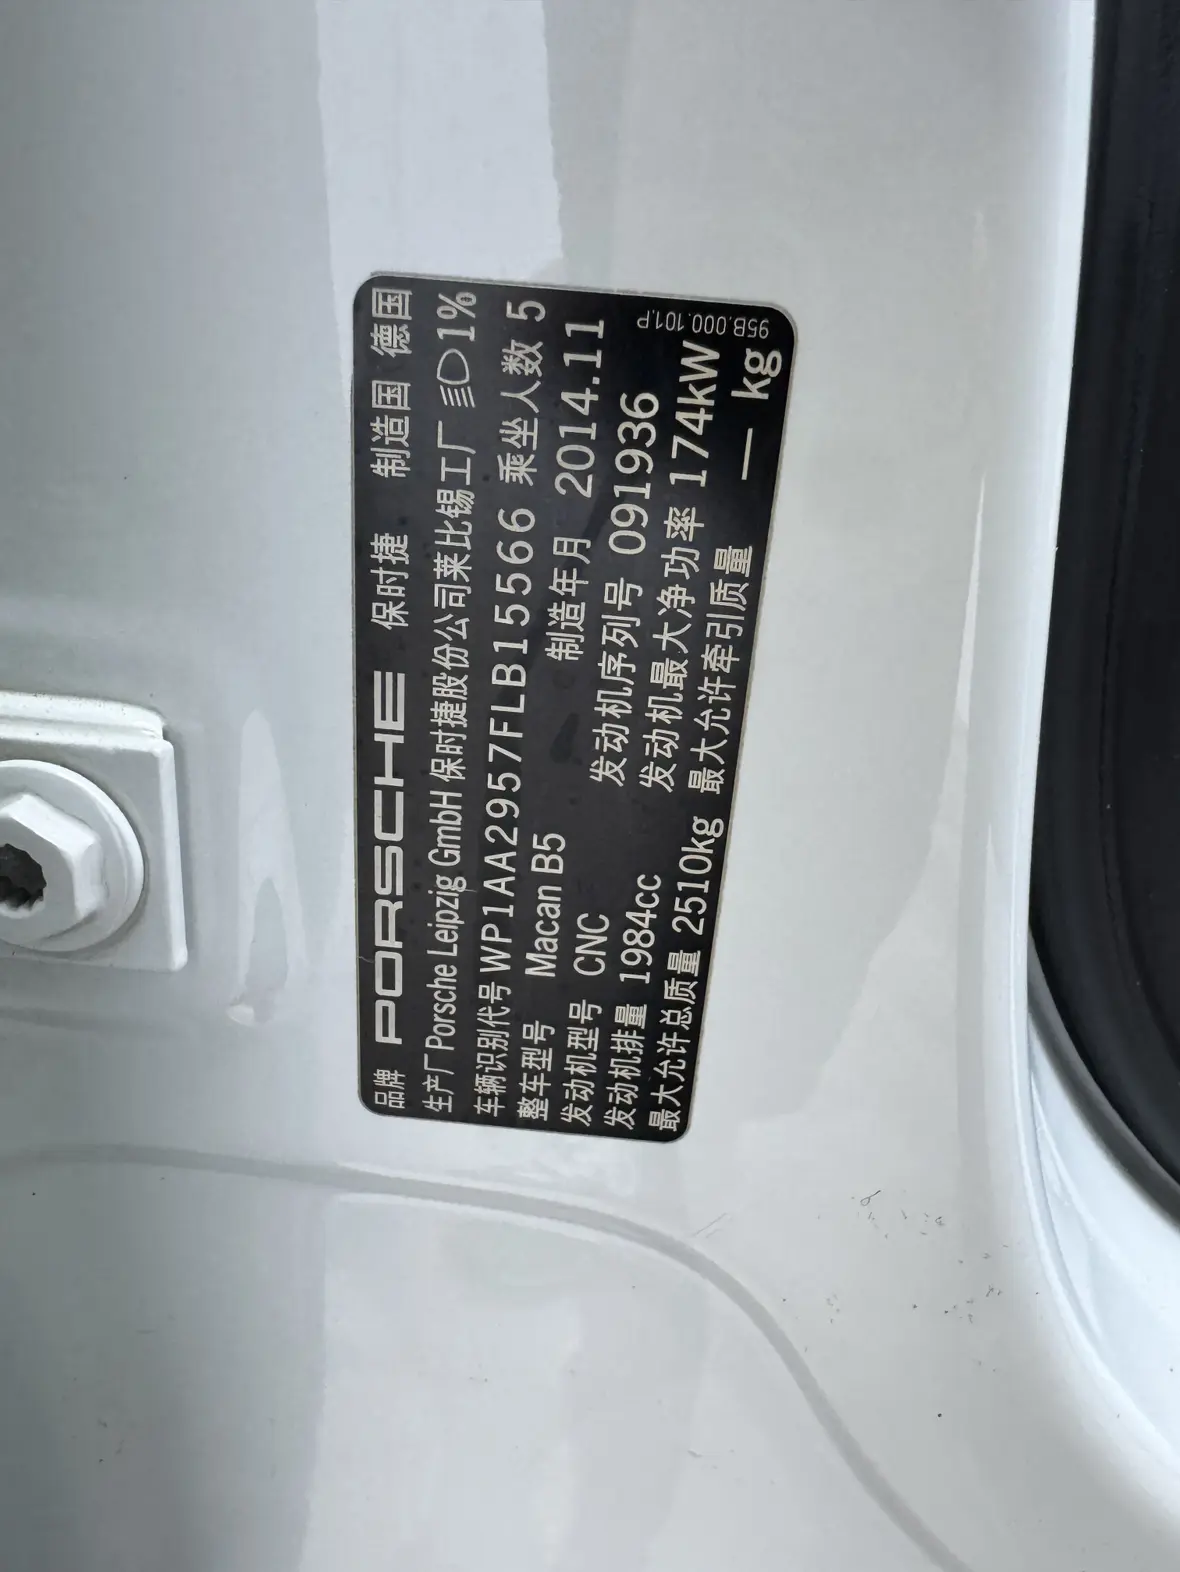 品牌 PORSCHE 保时捷 制造国 德国
生产厂 Porsche Leipzig GmbH 保时捷股份公司莱比锡工厂 1%
车辆识别代号 WP1AA2957FLB15566 乘坐人数 5
整车型号 Macan B5 制造年月 2014.11
发动机型号 CNC 发动机序列号 091936
发动机排量 1984cc 发动机最大净功率 174kW
最大允许总质量 2510kg 最大允许牵引质量 — kg
95B.000.101.P